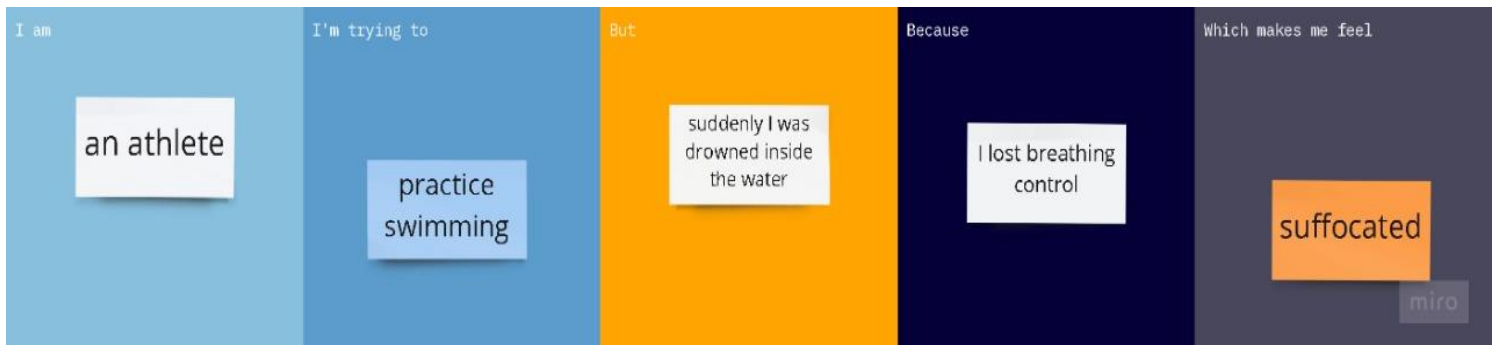 I am
an athlete
I'm trying to
practice
swimming
But
suddenly I was
drowned inside
the water
Because
I lost breathing
control
Which makes me feel
suffocated
miro